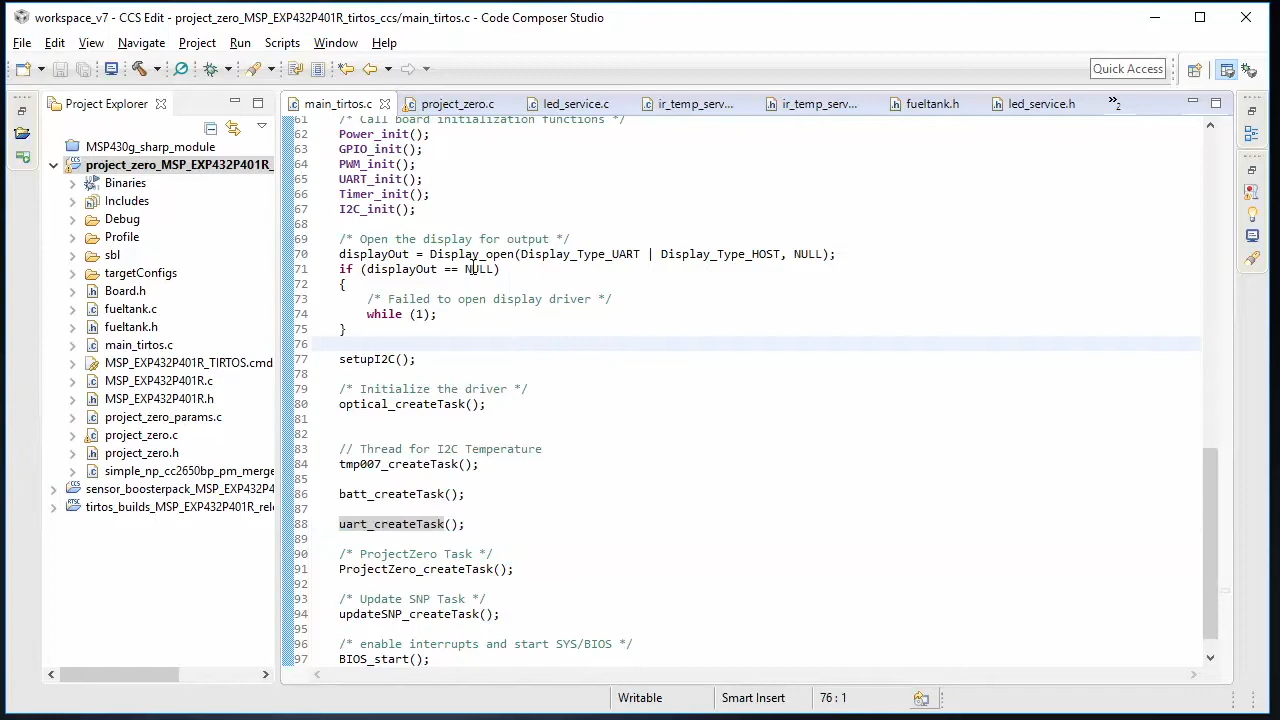 workspace_v7 - CCS Edit - project_zero_MSP_EXP432P401R_tirtos_ccs/main_tirtos.c - Code Composer Studio
File Edit View Navigate Project Run Scripts Window Help
Quick Access
Project Explorer
main_tirtos.c project_zero.c led_service.c ir_temp_serv... ir_temp_serv... fueltank.h led_service.h »2
MSP430g_sharp_module
project_zero_MSP_EXP432P401R_
Binaries
Includes
Debug
Profile
sbl
targetConfigs
Board.h
fueltank.c
fueltank.h
main_tirtos.c
MSP_EXP432P401R_TIRTOS.cmd
MSP_EXP432P401R.c
MSP_EXP432P401R.h
project_zero_params.c
project_zero.c
project_zero.h
simple_np_cc2650bp_pm_merge
sensor_boosterpack_MSP_EXP432P4
tirtos_builds_MSP_EXP432P401R_rel
61 /* Call board initialization functions */
62 Power_init();
63 GPIO_init();
64 PWM_init();
65 UART_init();
66 Timer_init();
67 I2C_init();
68
69 /* Open the display for output */
70 displayOut = Display_open(Display_Type_UART | Display_Type_HOST, NULL);
71 if (displayOut == NULL)
72 {
73 /* Failed to open display driver */
74 while (1);
75 }
76
77 setupI2C();
78
79 /* Initialize the driver */
80 optical_createTask();
81
82
83 // Thread for I2C Temperature
84 tmp007_createTask();
85
86 batt_createTask();
87
88 uart_createTask();
89
90 /* ProjectZero Task */
91 ProjectZero_createTask();
92
93 /* Update SNP Task */
94 updateSNP_createTask();
95
96 /* enable interrupts and start SYS/BIOS */
97 BIOS_start();
Writable Smart Insert 76 : 1